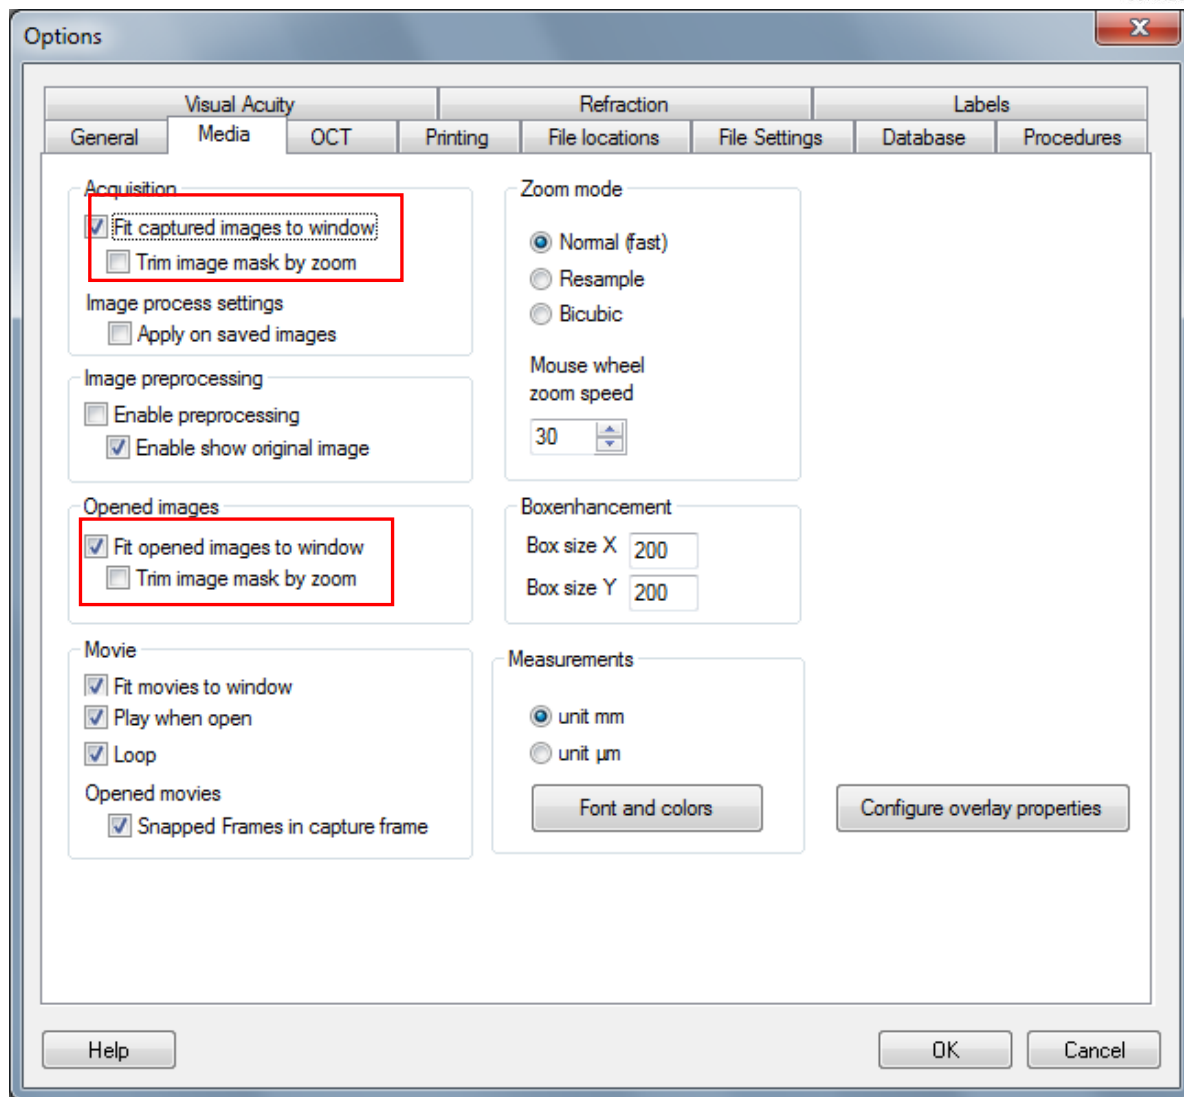 Options
Visual Acuity
Refraction
Labels
General
Media
OCT
Printing
File locations
File Settings
Database
Procedures
Acquisition
Fit captured images to window
Trim image mask by zoom
Image process settings
Apply on saved images
Image preprocessing
Enable preprocessing
Enable show original image
Opened images
Fit opened images to window
Trim image mask by zoom
Movie
Fit movies to window
Play when open
Loop
Opened movies
Snapped Frames in capture frame
Zoom mode
Normal (fast)
Resample
Bicubic
Mouse wheel
zoom speed
30
Boxenhancement
Box size X 200
Box size Y 200
Measurements
unit mm
unit µm
Font and colors
Configure overlay properties
Help
OK
Cancel